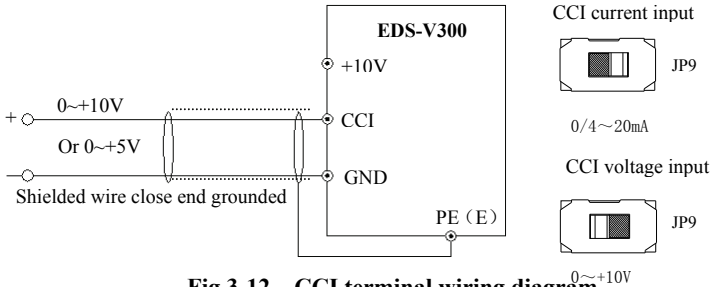 CCI current input
EDS-V300
+10V
JP9
0~+10V
+
CCI
0/4～20mA
Or 0~+5V
CCI voltage input
-
GND
Shielded wire close end grounded
PE（E）
JP9
0～+10V
Fig 3-12 CCI terminal wiring diagram